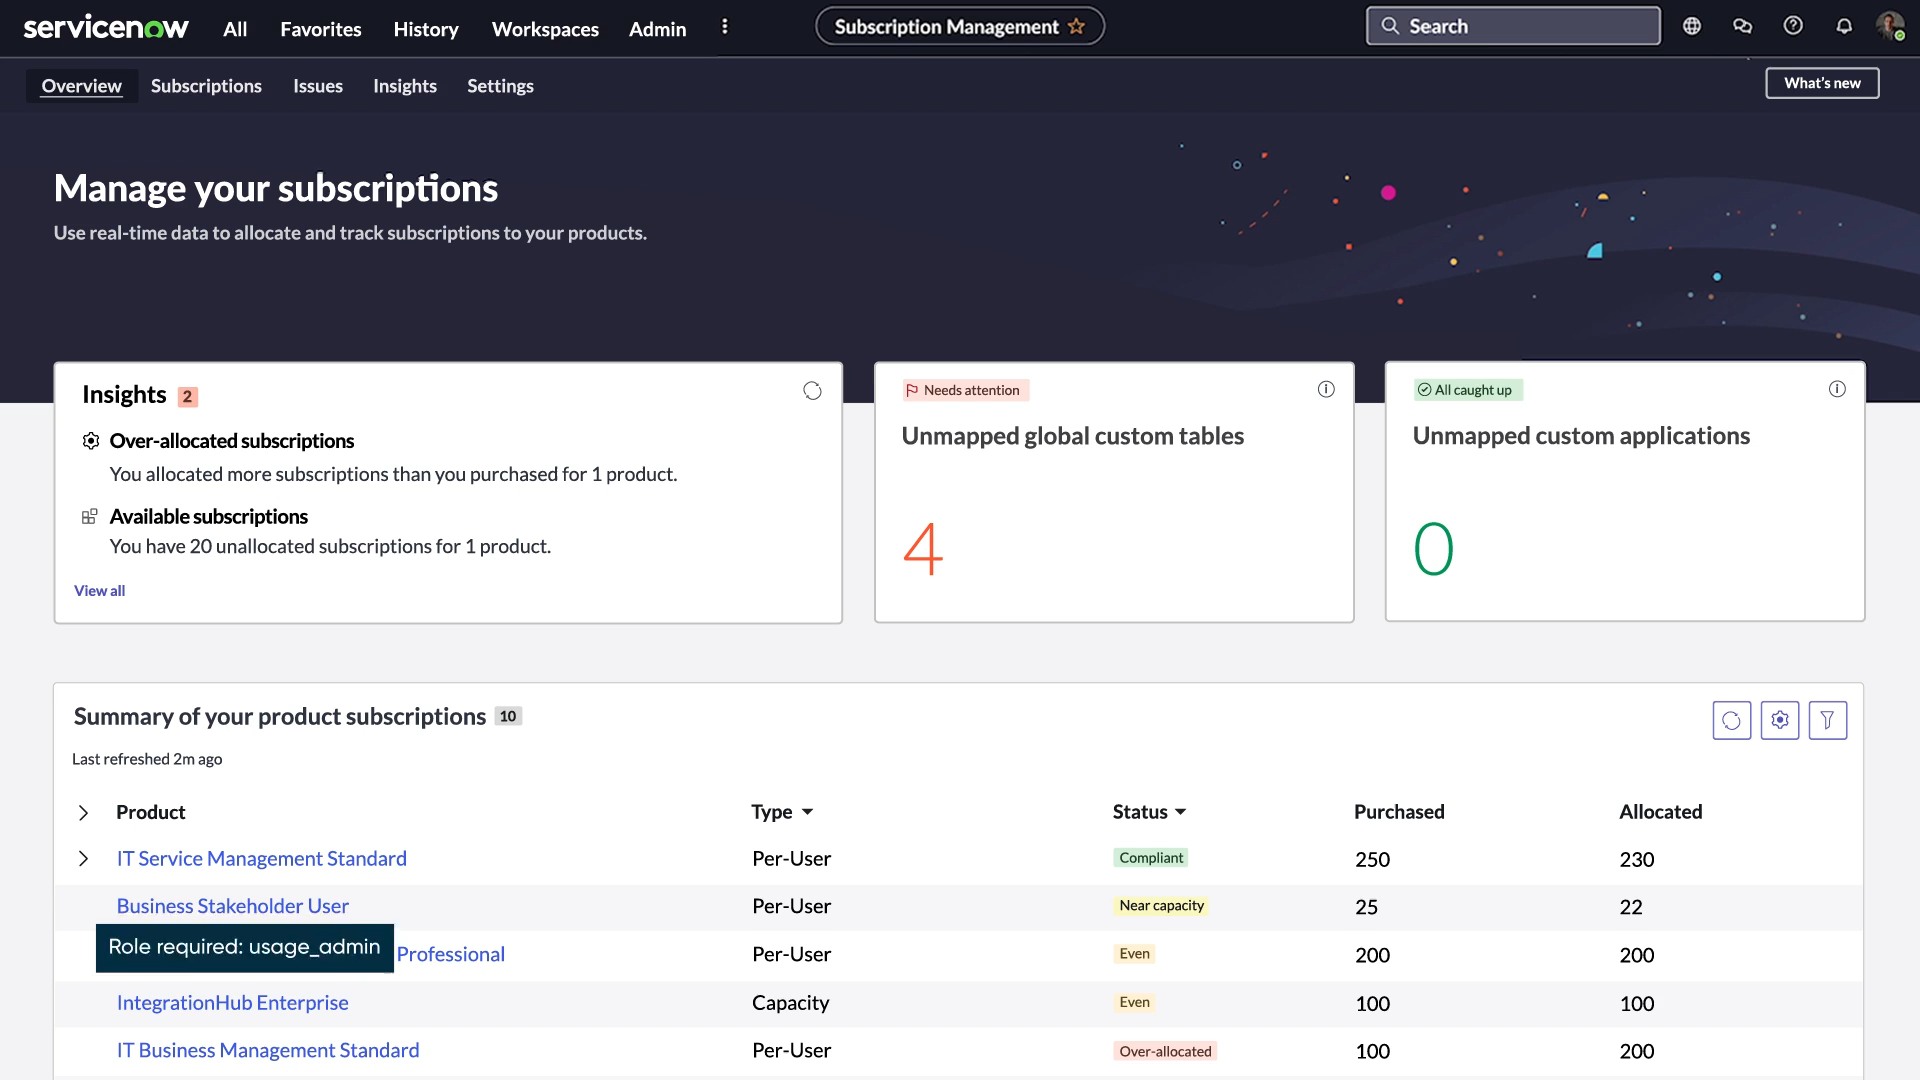 servicenow All Favorites History Workspaces Admin Subscription Management Search
Overview Subscriptions Issues Insights Settings What's new
Manage your subscriptions
Use real-time data to allocate and track subscriptions to your products.
Insights 2
Over-allocated subscriptions
You allocated more subscriptions than you purchased for 1 product.
Available subscriptions
You have 20 unallocated subscriptions for 1 product.
View all
Needs attention
Unmapped global custom tables
4
All caught up
Unmapped custom applications
0
Summary of your product subscriptions 10
Last refreshed 2m ago
Product Type Status Purchased Allocated
IT Service Management Standard Per-User Compliant 250 230
Business Stakeholder User Per-User Near capacity 25 22
Role required: usage_admin
Professional Per-User Even 200 200
IntegrationHub Enterprise Capacity Even 100 100
IT Business Management Standard Per-User Over-allocated 100 200